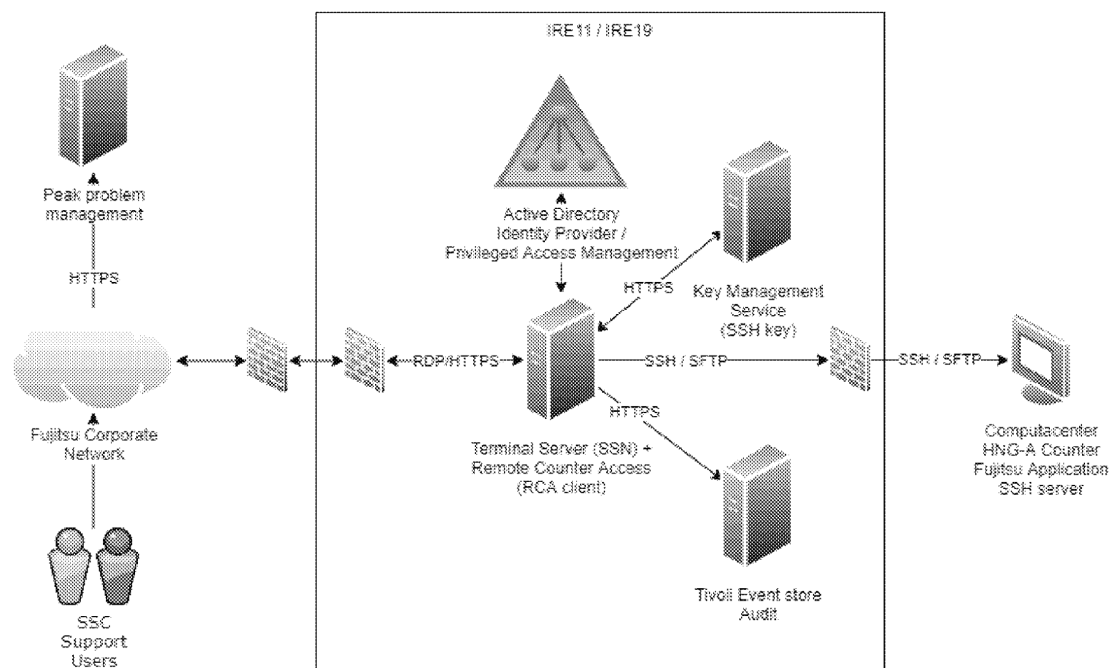 IRE11 / IRE19
Peak problem
management
HTTPS
Active Directory
Identity Provider /
Privileged Access Management
HTTPS
Key Management
Service
(SSH key)
RDP/HTTPS
SSH / SFTP
SSH / SFTP
HTTPS
Fujitsu Corporate
Network
Terminal Server (SSN) +
Remote Counter Access
(RCA client)
Computacenter
HNG-A Counter
Fujitsu Application
SSH server
Tivoli Event store
Audit
SSC
Support
Users